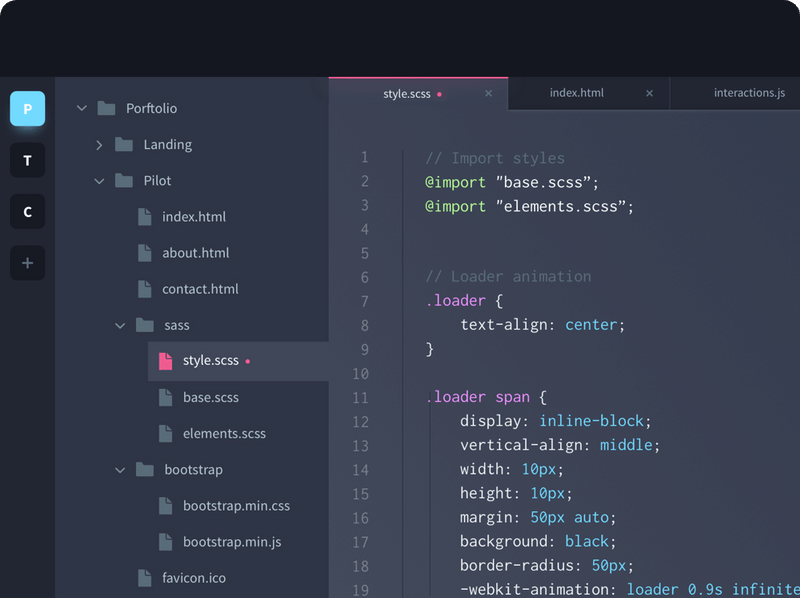 P
T
C
+
Porftolio
Landing
Pilot
index.html
about.html
contact.html
sass
style.scss
base.scss
elements.scss
bootstrap
bootstrap.min.css
bootstrap.min.js
favicon.ico
style.scss ● ×
index.html ×
interactions.js
1 // Import styles
2 @import "base.scss”;
3 @import "elements.scss”;
4
5
6 // Loader animation
7 .loader {
8 text-align: center;
9 }
10
11 .loader span {
12 display: inline-block;
13 vertical-align: middle;
14 width: 10px;
15 height: 10px;
16 margin: 50px auto;
17 background: black;
18 border-radius: 50px;
19 -webkit-animation: loader 0.9s infinite